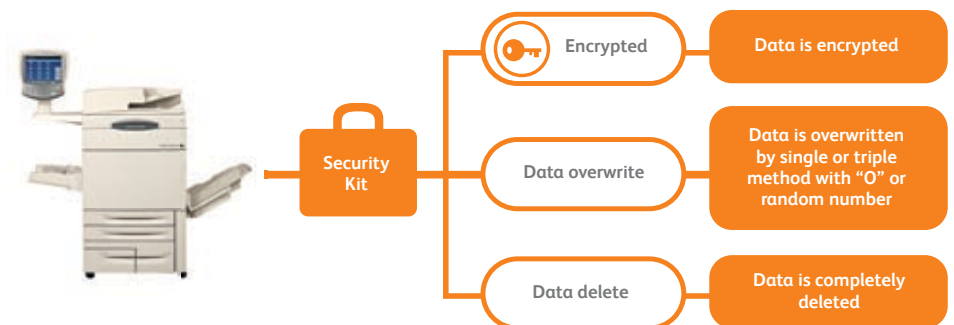 Encrypted
Data is encrypted
Security
Kit
Data overwrite
Data is overwritten
by single or triple
method with “O” or
random number
Data delete
Data is completely
deleted